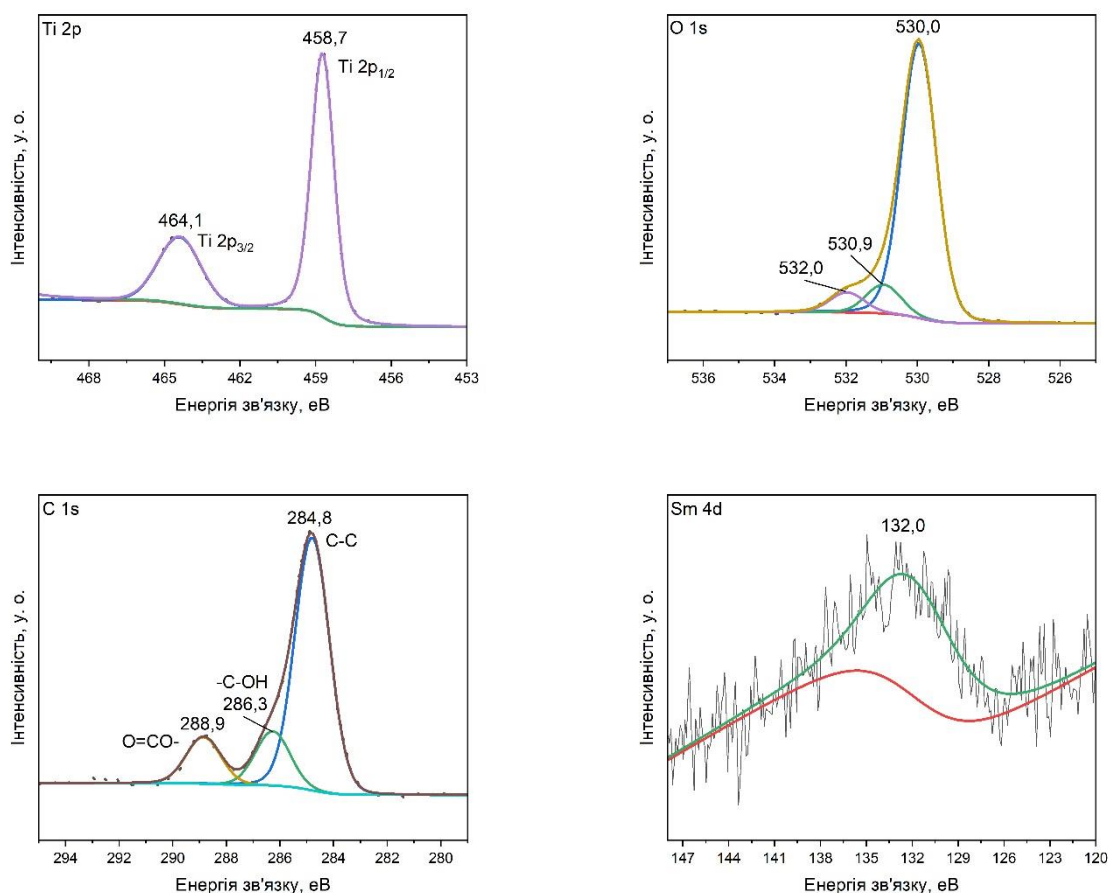 Ti 2p
458,7
Ti 2p1/2
464,1
Ti 2p3/2
Інтенсивність, у. о.
468 465 462 459 456 453
Енергія зв'язку, еВ
O 1s
530,0
530,9
532,0
Інтенсивність, у. о.
536 534 532 530 528 526
Енергія зв'язку, еВ
C 1s
284,8
C-C
-C-OH
286,3
288,9
O=CO-
Інтенсивність, у. о.
294 292 290 288 286 284 282 280
Енергія зв'язку, еВ
Sm 4d
132,0
Інтенсивність, у. о.
147 144 141 138 135 132 129 126 123 120
Енергія зв'язку, еВ